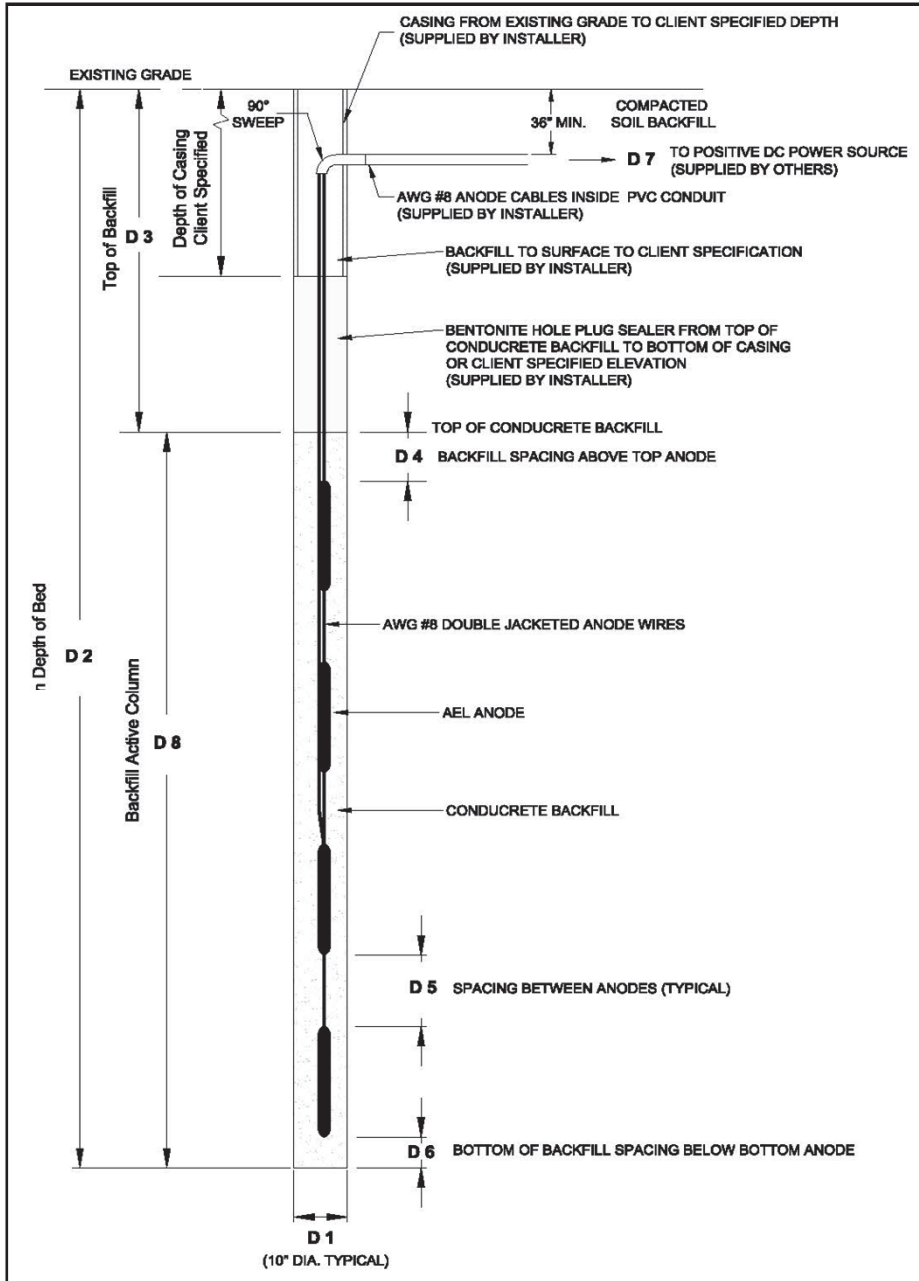 CASING FROM EXISTING GRADE TO CLIENT SPECIFIED DEPTH
(SUPPLIED BY INSTALLER)
EXISTING GRADE
90°
SWEEP
36" MIN.
COMPACTED
SOIL BACKFILL
D 7
TO POSITIVE DC POWER SOURCE
(SUPPLIED BY OTHERS)
AWG #8 ANODE CABLES INSIDE PVC CONDUIT
(SUPPLIED BY INSTALLER)
Depth of Casing
Client Specified
Top of Backfill
D 3
BACKFILL TO SURFACE TO CLIENT SPECIFICATION
(SUPPLIED BY INSTALLER)
BENTONITE HOLE PLUG SEALER FROM TOP OF
CONDUCRETE BACKFILL TO BOTTOM OF CASING
OR CLIENT SPECIFIED ELEVATION
(SUPPLIED BY INSTALLER)
TOP OF CONDUCRETE BACKFILL
D 4 BACKFILL SPACING ABOVE TOP ANODE
AWG #8 DOUBLE JACKETED ANODE WIRES
n Depth of Bed
D 2
AEL ANODE
Backfill Active Column
D 8
CONDUCRETE BACKFILL
D 5 SPACING BETWEEN ANODES (TYPICAL)
D 6 BOTTOM OF BACKFILL SPACING BELOW BOTTOM ANODE
D 1
(10" DIA. TYPICAL)